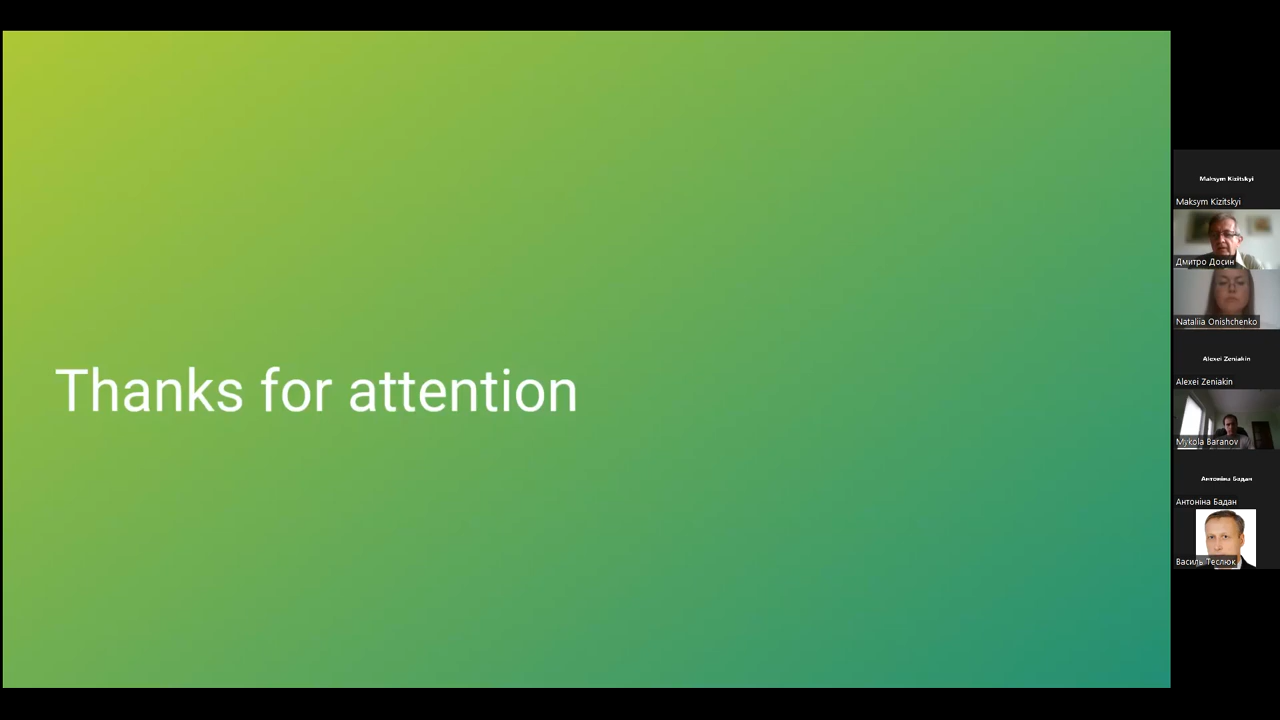 Thanks for attention
Maksym Kizitskyi
Maksym Kizitskyi
Дмитро Досин
Nataliia Onishchenko
Alexei Zeniakin
Alexei Zeniakin
Mykola Baranov
Антоніна Бадан
Антоніна Бадан
Василь Теслюк